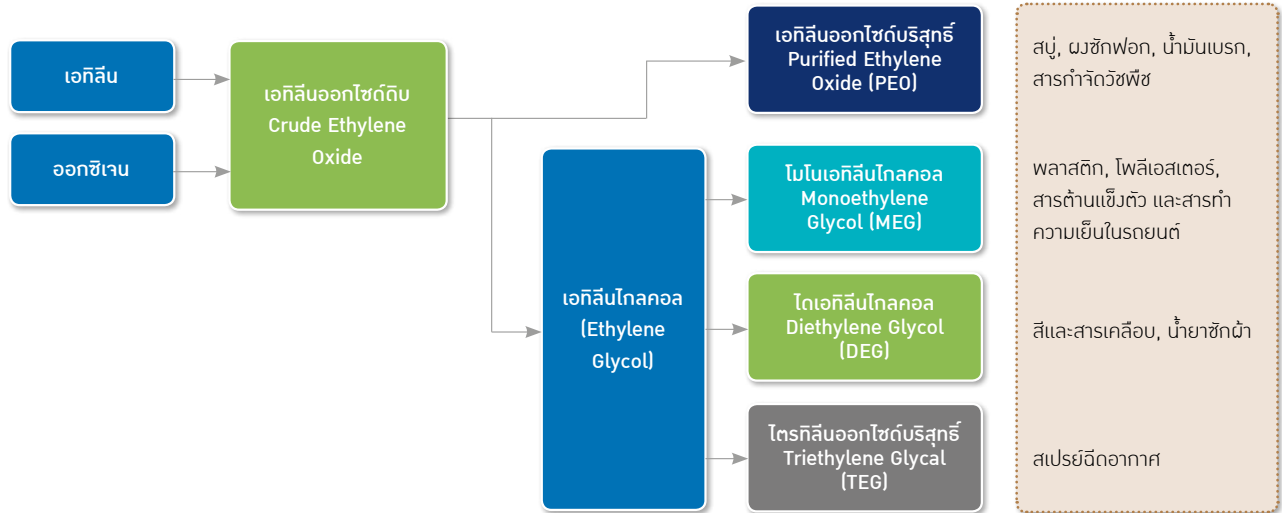 เอทิลีน
ออกซิเจน
เอทิลีนออกไซด์ดิบ
Crude Ethylene
Oxide
เอทิลีนไกลคอล
(Ethylene
Glycol)
เอทิลีนออกไซด์บริสุทธิ์
Purified Ethylene
Oxide (PEO)
สบู่, ผงซักฟอก, น้ำมันเบรก,
สารกำจัดวัชพืช
โมโนเอทิลีนไกลคอล
Monoethylene
Glycol (MEG)
พลาสติก, โพลีเอสเตอร์,
สารต้านแข็งตัว และสารทำ
ความเย็นในรถยนต์
ไดเอทิลีนไกลคอล
Diethylene Glycol
(DEG)
สีและสารเคลือบ, น้ำยาซักผ้า
ไตรทิลีนออกไซด์บริสุทธิ์
Triethylene Glycal
(TEG)
สเปรย์ฉีดอากาศ